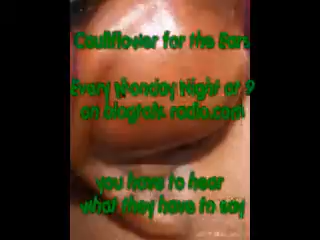 Cauliflower for the Ears
Every Monday Night at 9
on blogtalk radio.com
you have to hear
what they have to say